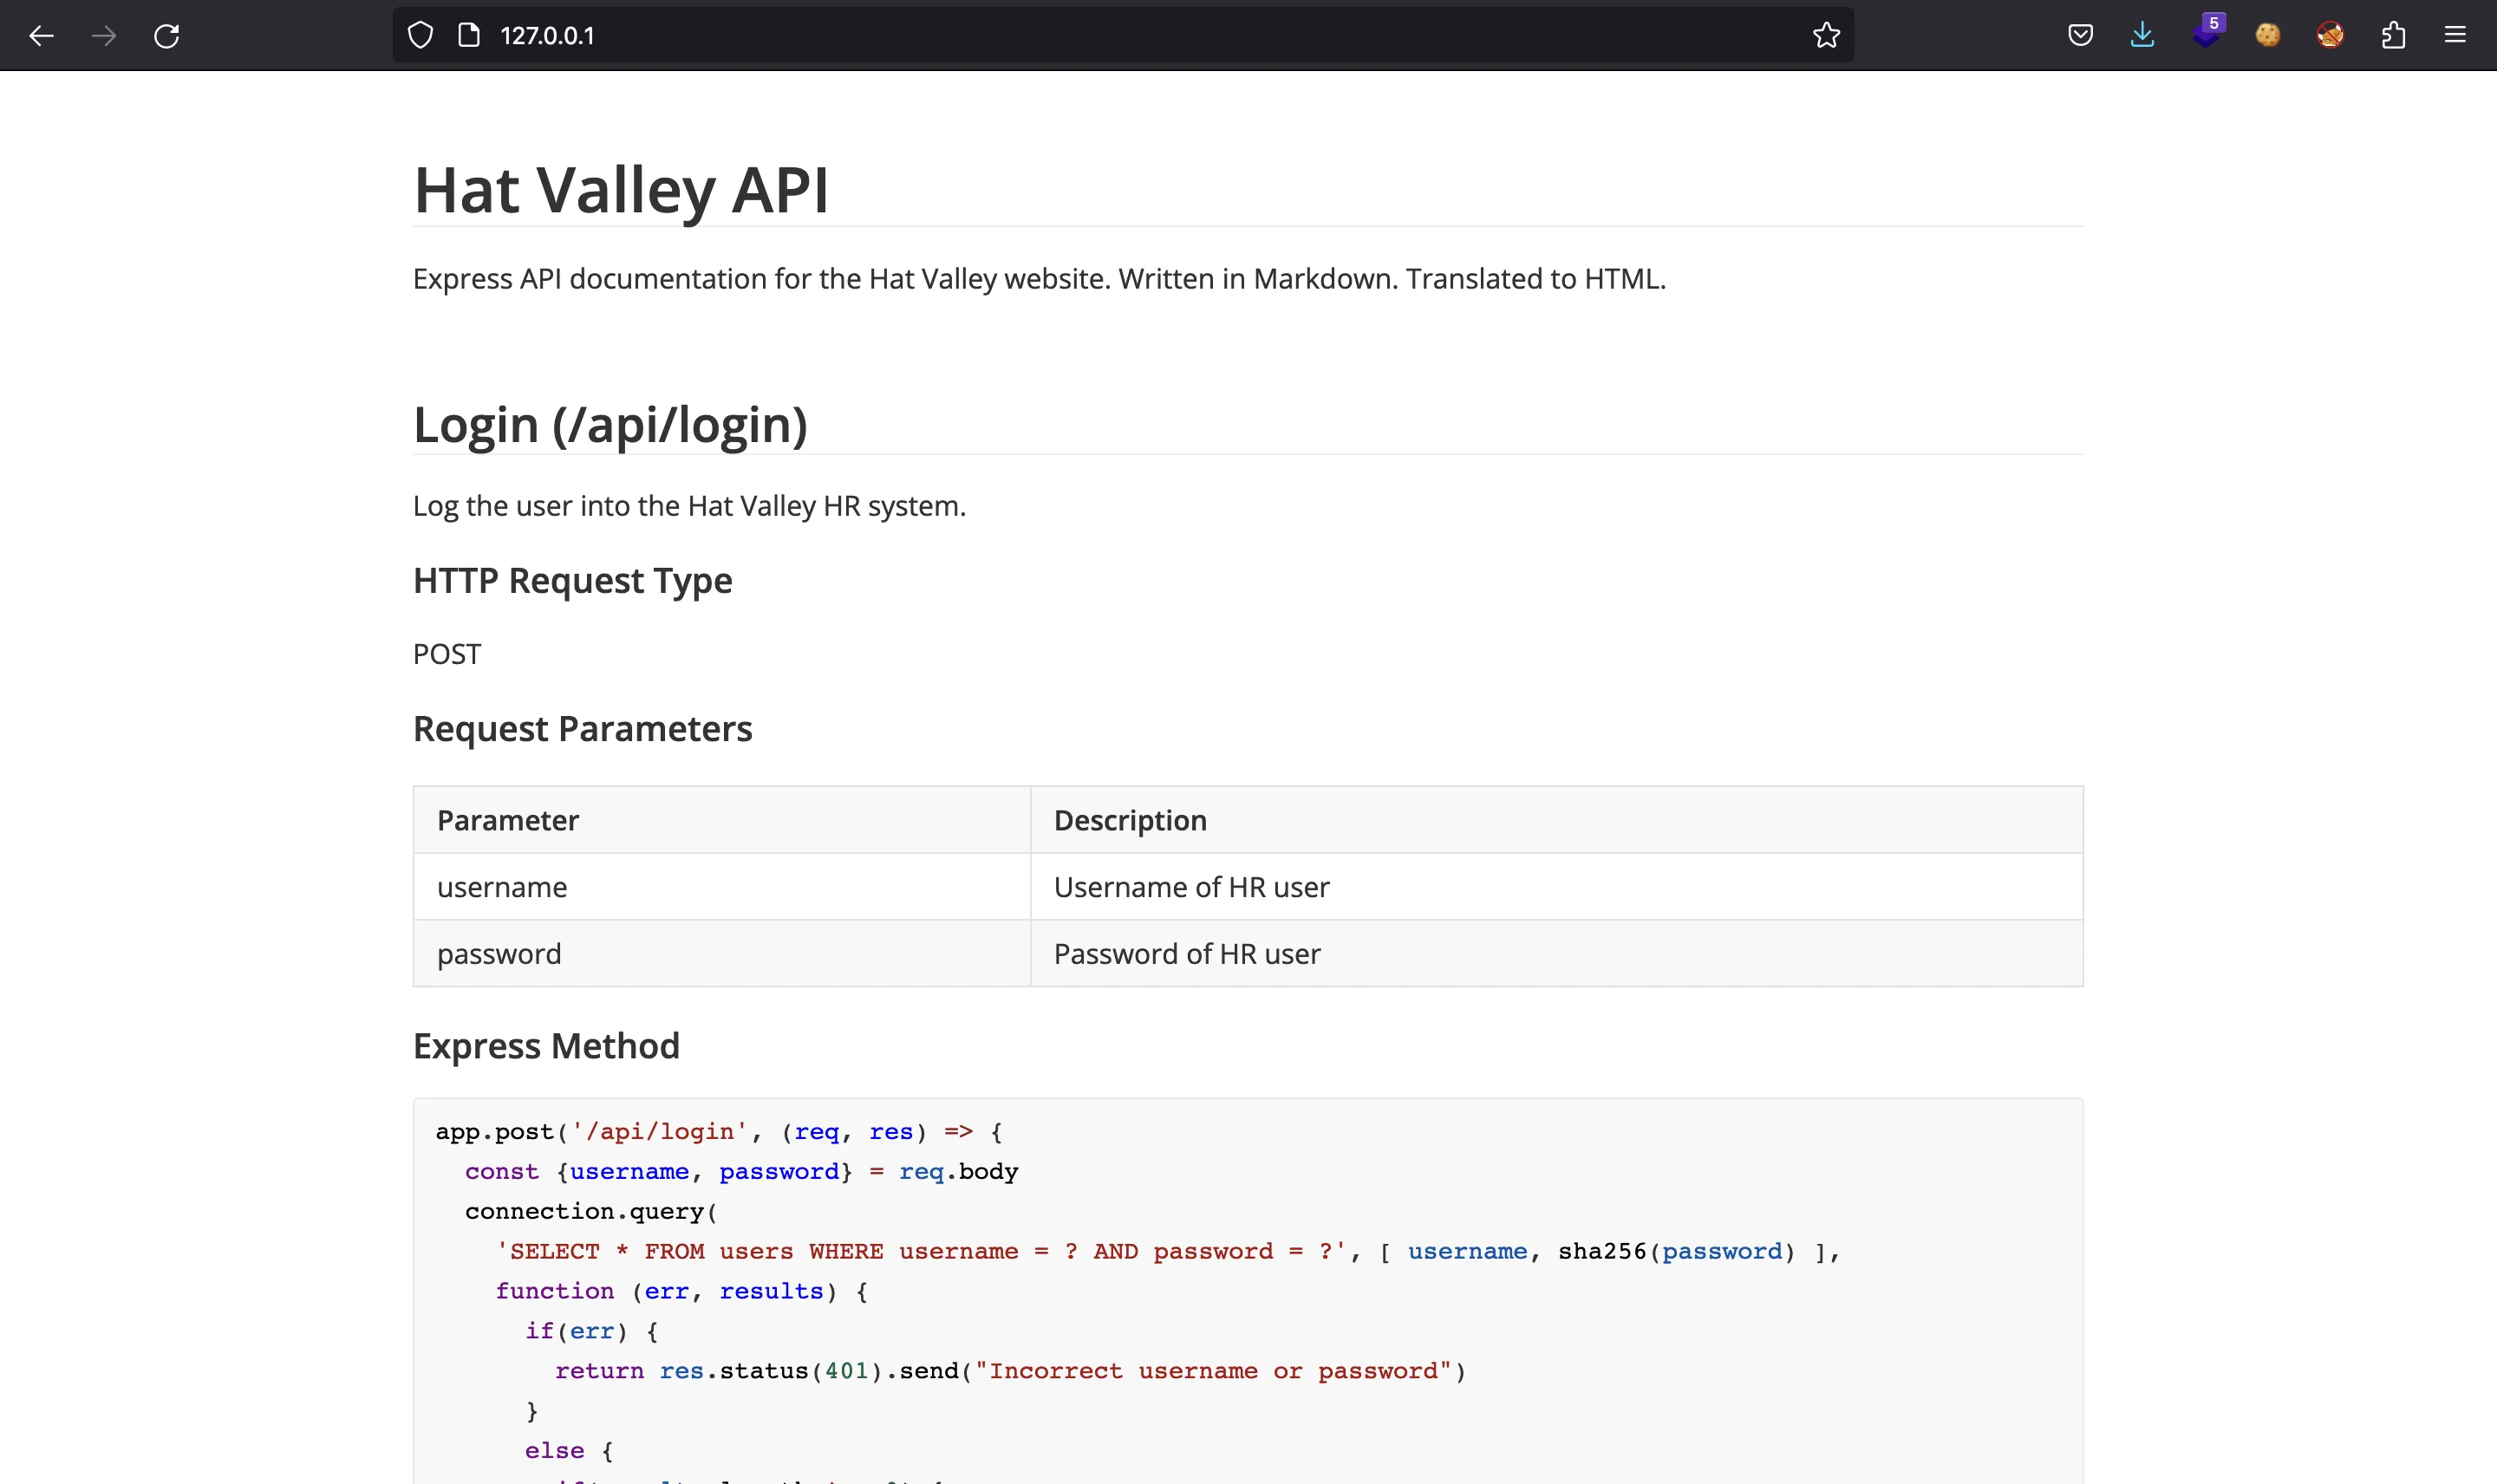 127.0.0.1
5
Hat Valley API
Express API documentation for the Hat Valley website. Written in Markdown. Translated to HTML.
Login (/api/login)
Log the user into the Hat Valley HR system.
HTTP Request Type
POST
Request Parameters
Parameter Description
username Username of HR user
password Password of HR user
Express Method
app.post('/api/login', (req, res) => {
  const {username, password} = req.body
  connection.query(
    'SELECT * FROM users WHERE username = ? AND password = ?', [ username, sha256(password) ],
    function (err, results) {
      if(err) {
        return res.status(401).send("Incorrect username or password")
      }
      else {